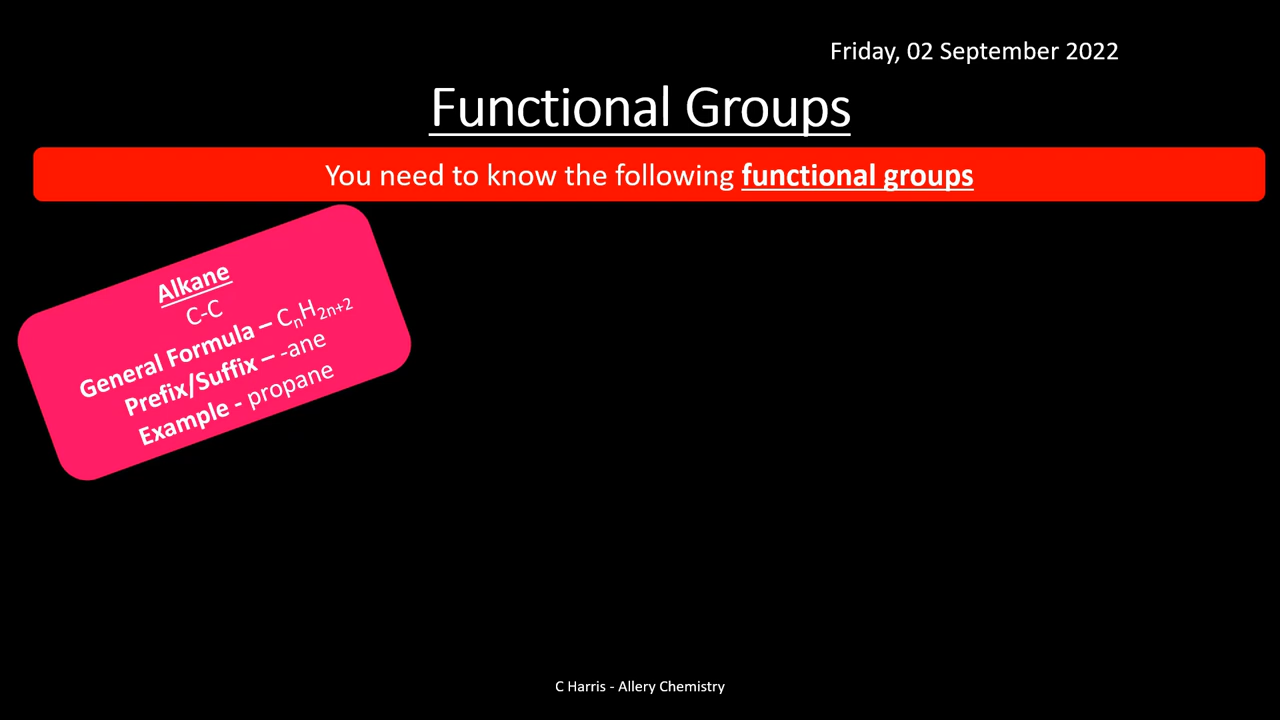 Friday, 02 September 2022
Functional Groups
You need to know the following functional groups
Alkane
C-C
General Formula – CₙH₂ₙ₊₂
Prefix/Suffix – -ane
Example - propane
C Harris - Allery Chemistry